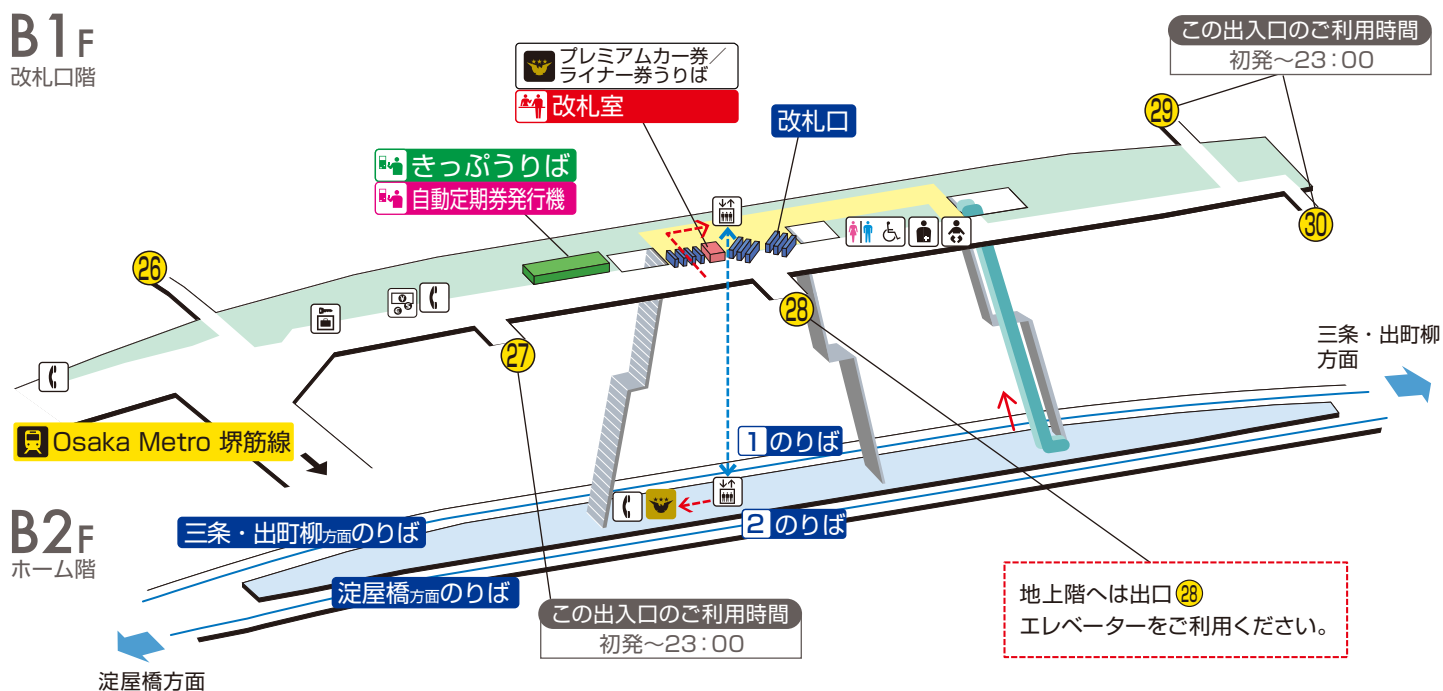 B1F
改札口階
プレミアムカー券／
ライナー券うりば
改札室
改札口
きっぷうりば
自動定期券発行機
この出入口のご利用時間
初発～23:00
29
30
26
27
28
三条・出町柳
方面
Osaka Metro 堺筋線
1 のりば
2 のりば
B2F
ホーム階
三条・出町柳方面のりば
淀屋橋方面のりば
この出入口のご利用時間
初発～23:00
地上階へは出口28
エレベーターをご利用ください。
淀屋橋方面